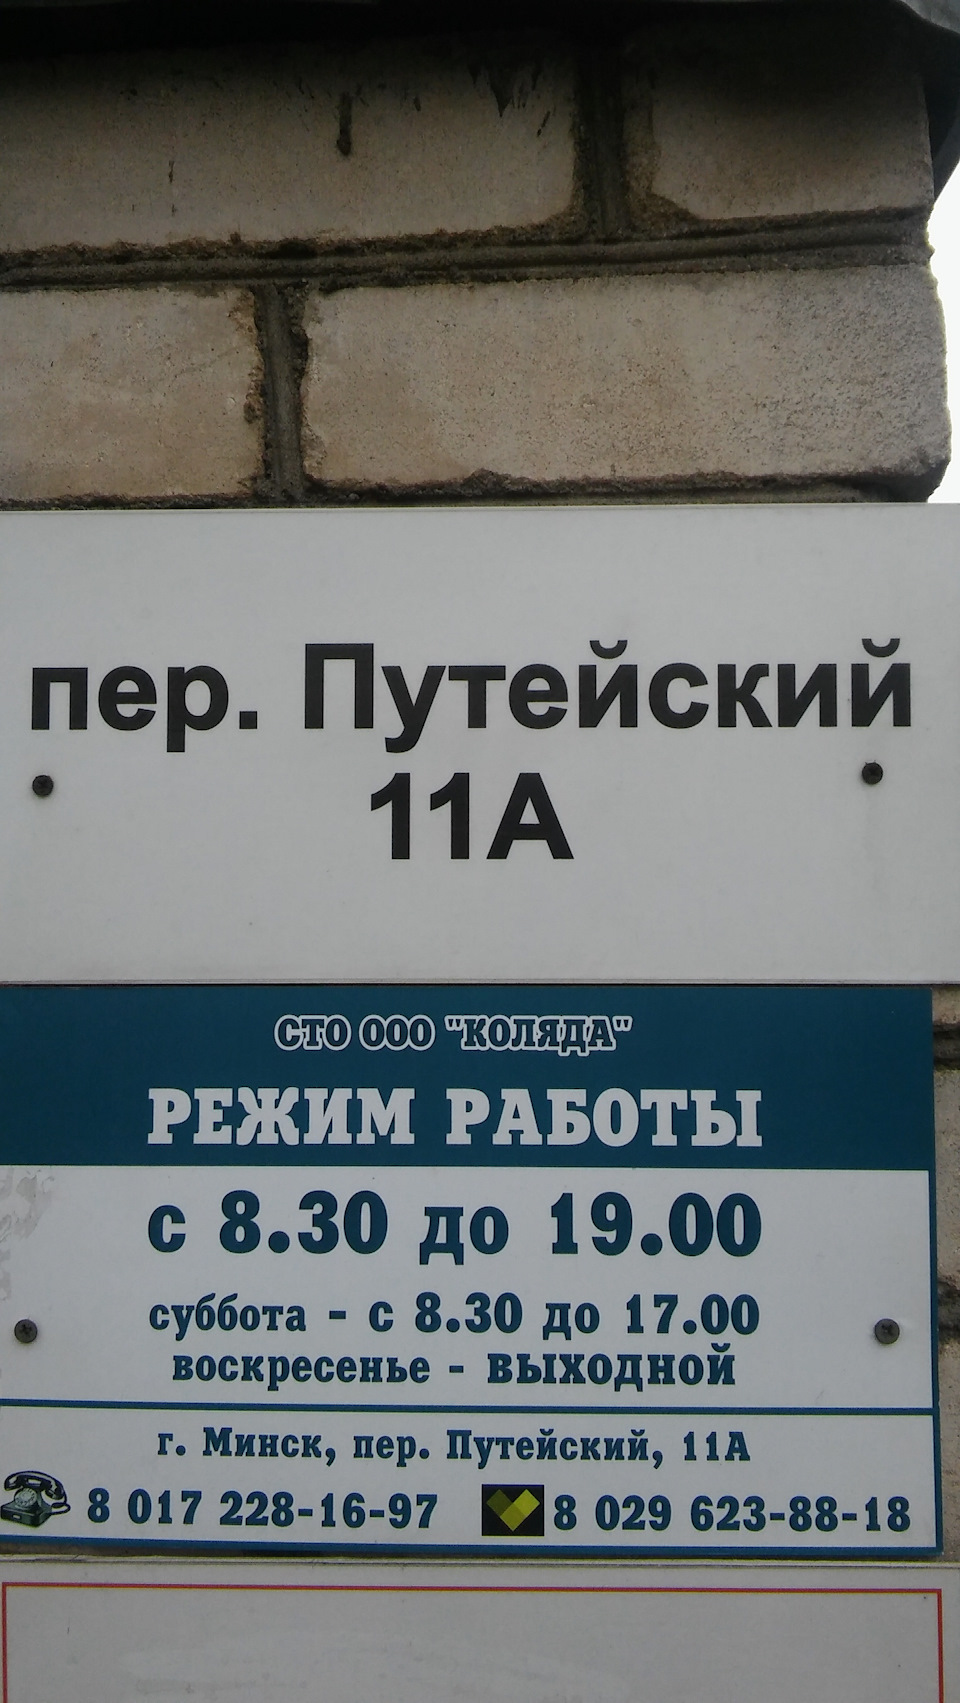 пер. Путейский
11А
СТО ООО "КОЛЯДА"
РЕЖИМ РАБОТЫ
с 8.30 до 19.00
суббота - с 8.30 до 17.00
воскресенье - ВЫХОДНОЙ
г. Минск, пер. Путейский, 11А
8 017 228-16-97 8 029 623-88-18